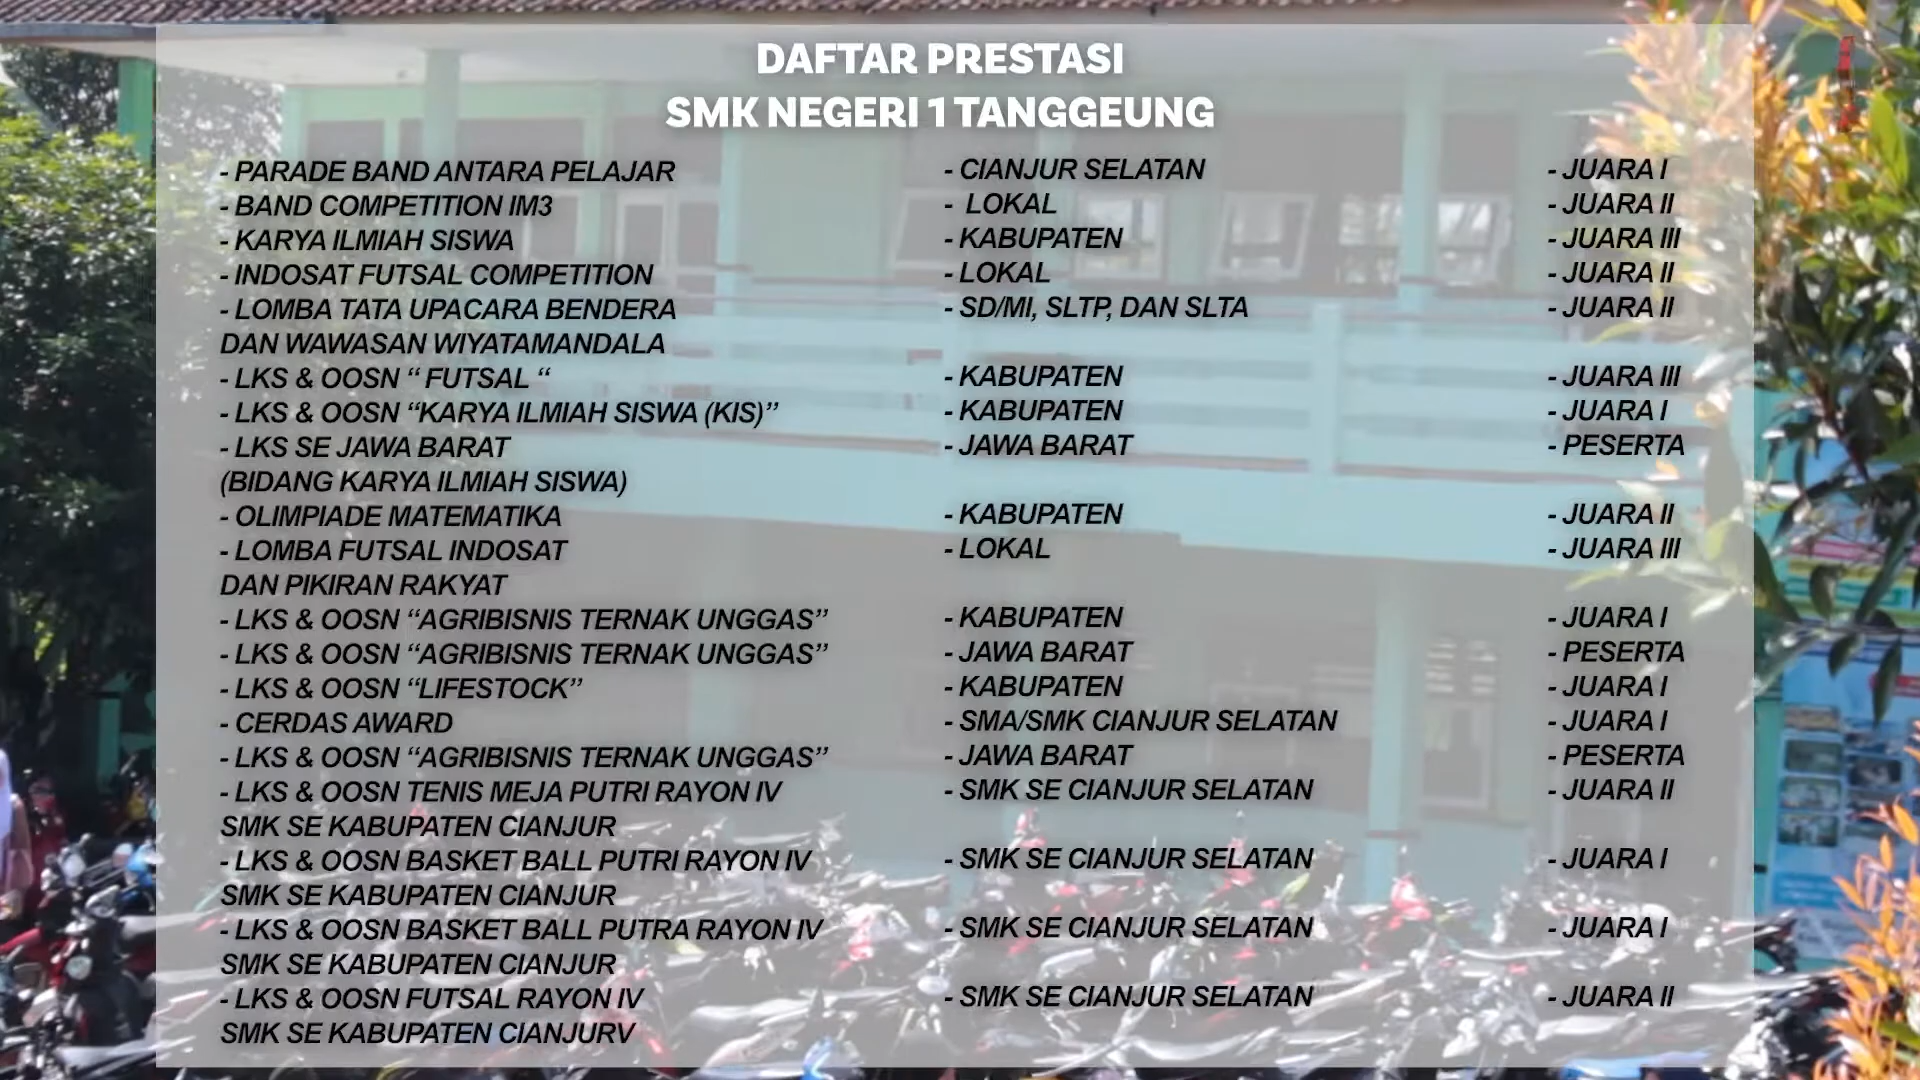 DAFTAR PRESTASI
SMK NEGERI 1 TANGGEUNG
- PARADE BAND ANTARA PELAJAR - CIANJUR SELATAN - JUARA I
- BAND COMPETITION IM3 - LOKAL - JUARA II
- KARYA ILMIAH SISWA - KABUPATEN - JUARA III
- INDOSAT FUTSAL COMPETITION - LOKAL - JUARA II
- LOMBA TATA UPACARA BENDERA - SD/MI, SLTP, DAN SLTA - JUARA II
DAN WAWASAN WIYATAMANDALA
- LKS & OOSN “ FUTSAL “ - KABUPATEN - JUARA III
- LKS & OOSN “KARYA ILMIAH SISWA (KIS)” - KABUPATEN - JUARA I
- LKS SE JAWA BARAT - JAWA BARAT - PESERTA
(BIDANG KARYA ILMIAH SISWA)
- OLIMPIADE MATEMATIKA - KABUPATEN - JUARA II
- LOMBA FUTSAL INDOSAT - LOKAL - JUARA III
DAN PIKIRAN RAKYAT
- LKS & OOSN “AGRIBISNIS TERNAK UNGGAS” - KABUPATEN - JUARA I
- LKS & OOSN “AGRIBISNIS TERNAK UNGGAS” - JAWA BARAT - PESERTA
- LKS & OOSN “LIFESTOCK” - KABUPATEN - JUARA I
- CERDAS AWARD - SMA/SMK CIANJUR SELATAN - JUARA I
- LKS & OOSN “AGRIBISNIS TERNAK UNGGAS” - JAWA BARAT - PESERTA
- LKS & OOSN TENIS MEJA PUTRI RAYON IV - SMK SE CIANJUR SELATAN - JUARA II
SMK SE KABUPATEN CIANJUR
- LKS & OOSN BASKET BALL PUTRI RAYON IV - SMK SE CIANJUR SELATAN - JUARA I
SMK SE KABUPATEN CIANJUR
- LKS & OOSN BASKET BALL PUTRA RAYON IV - SMK SE CIANJUR SELATAN - JUARA I
SMK SE KABUPATEN CIANJUR
- LKS & OOSN FUTSAL RAYON IV - SMK SE CIANJUR SELATAN - JUARA II
SMK SE KABUPATEN CIANJURV